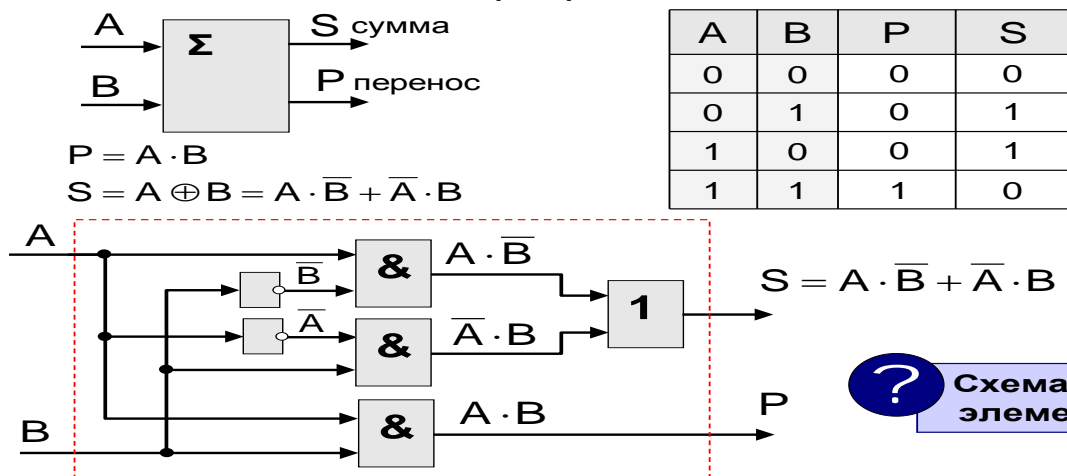 A
Σ
S сумма
B
P перенос
P = A · B
S = A ⊕ B = A · B̅ + A̅ · B
A B P S
0 0 0 0
0 1 0 1
1 0 0 1
1 1 1 0
A
B̅
&
A · B̅
1
S = A · B̅ + A̅ · B
A̅
&
A̅ · B
B
&
A · B
P
?
Схема